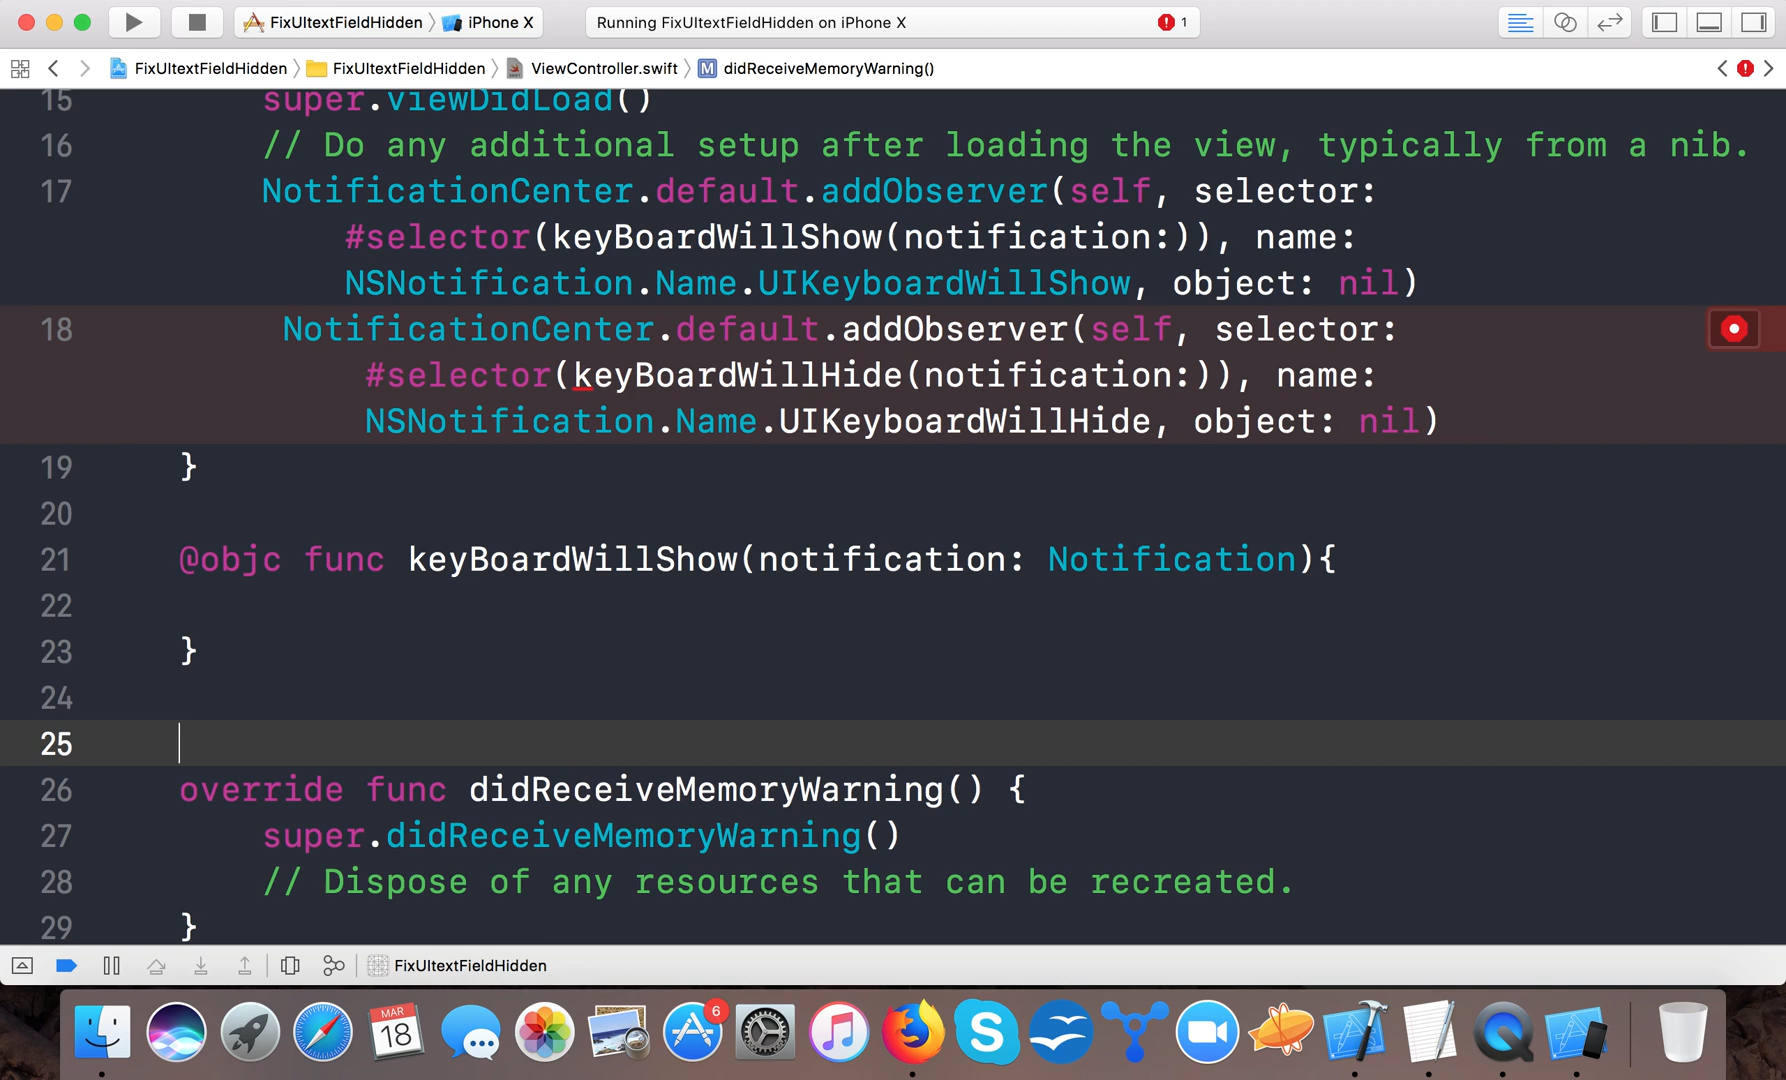 FixUItextFieldHidden 〉 iPhone X
Running FixUItextFieldHidden on iPhone X
1
FixUItextFieldHidden 〉 FixUItextFieldHidden 〉 ViewController.swift 〉 M didReceiveMemoryWarning()
15 super.viewDidLoad()
16 // Do any additional setup after loading the view, typically from a nib.
17 NotificationCenter.default.addObserver(self, selector:
#selector(keyBoardWillShow(notification:)), name:
NSNotification.Name.UIKeyboardWillShow, object: nil)
18 NotificationCenter.default.addObserver(self, selector:
#selector(keyBoardWillHide(notification:)), name:
NSNotification.Name.UIKeyboardWillHide, object: nil)
19 }
20
21 @objc func keyBoardWillShow(notification: Notification){
22
23 }
24
25
26 override func didReceiveMemoryWarning() {
27 super.didReceiveMemoryWarning()
28 // Dispose of any resources that can be recreated.
29 }
FixUItextFieldHidden
MAR
18
6
S